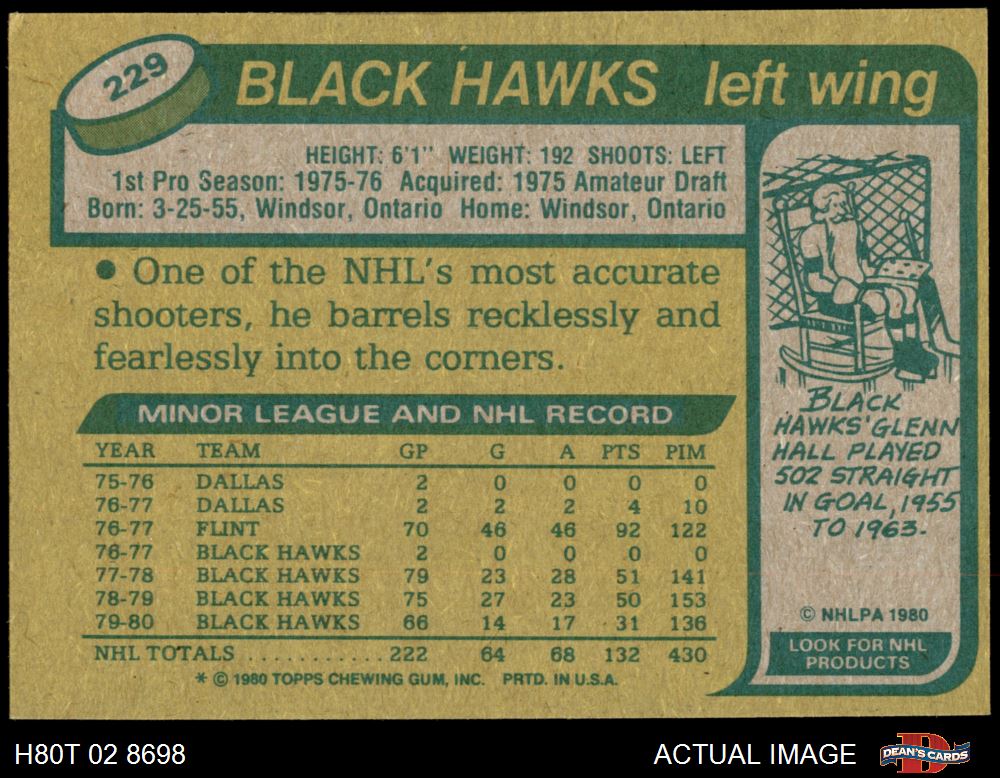 229
BLACK HAWKS left wing
HEIGHT: 6'1" WEIGHT: 192 SHOOTS: LEFT
1st Pro Season: 1975-76 Acquired: 1975 Amateur Draft
Born: 3-25-55, Windsor, Ontario Home: Windsor, Ontario
● One of the NHL's most accurate
shooters, he barrels recklessly and
fearlessly into the corners.
MINOR LEAGUE AND NHL RECORD
YEAR TEAM GP G A PTS PIM
75-76 DALLAS 2 0 0 0 0
76-77 DALLAS 2 2 2 4 10
76-77 FLINT 70 46 46 92 122
76-77 BLACK HAWKS 2 0 0 0 0
77-78 BLACK HAWKS 79 23 28 51 141
78-79 BLACK HAWKS 75 27 23 50 153
79-80 BLACK HAWKS 66 14 17 31 136
NHL TOTALS ............ 222 64 68 132 430
* © 1980 TOPPS CHEWING GUM, INC. PRTD. IN U.S.A.
BLACK
HAWKS' GLENN
HALL PLAYED
502 STRAIGHT
IN GOAL, 1955
TO 1963.
© NHLPA 1980
LOOK FOR NHL
PRODUCTS
H80T 02 8698
ACTUAL IMAGE
DEAN'S CARDS